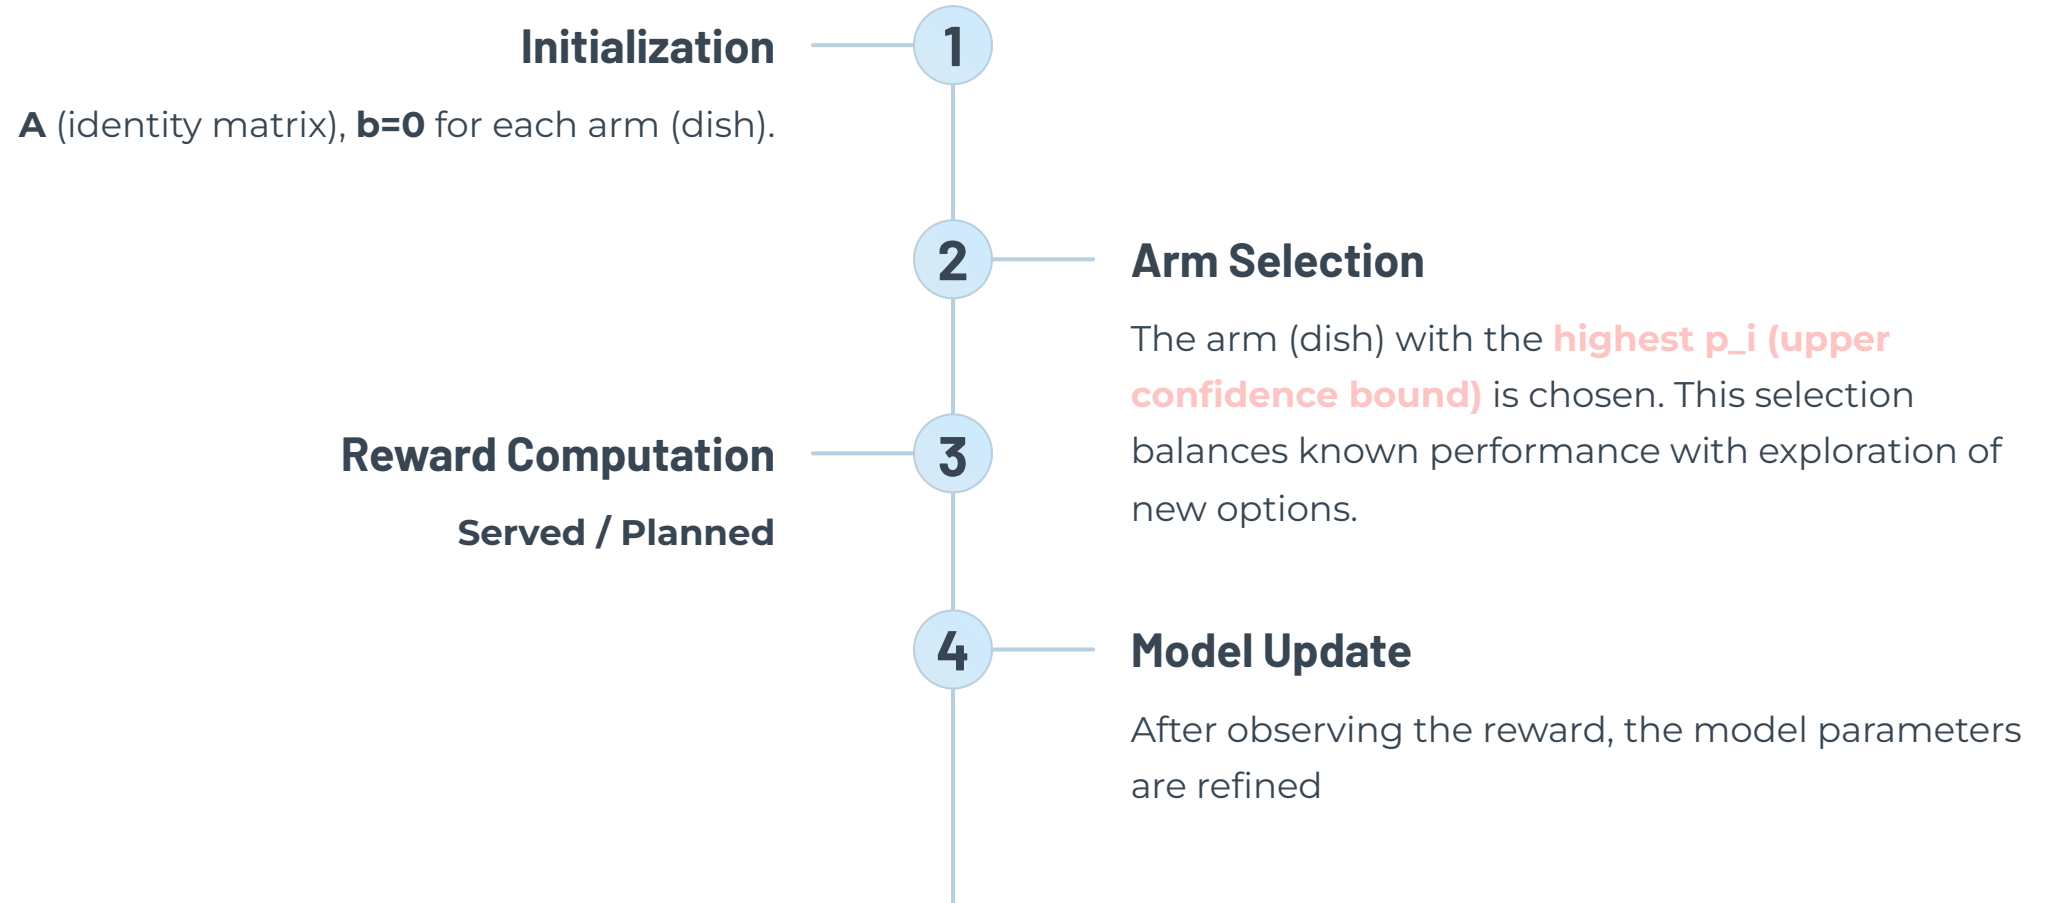 1
Initialization
A (identity matrix), b=0 for each arm (dish).
2
Arm Selection
The arm (dish) with the highest p_i (upper
confidence bound) is chosen. This selection
balances known performance with exploration of
new options.
3
Reward Computation
Served / Planned
4
Model Update
After observing the reward, the model parameters
are refined